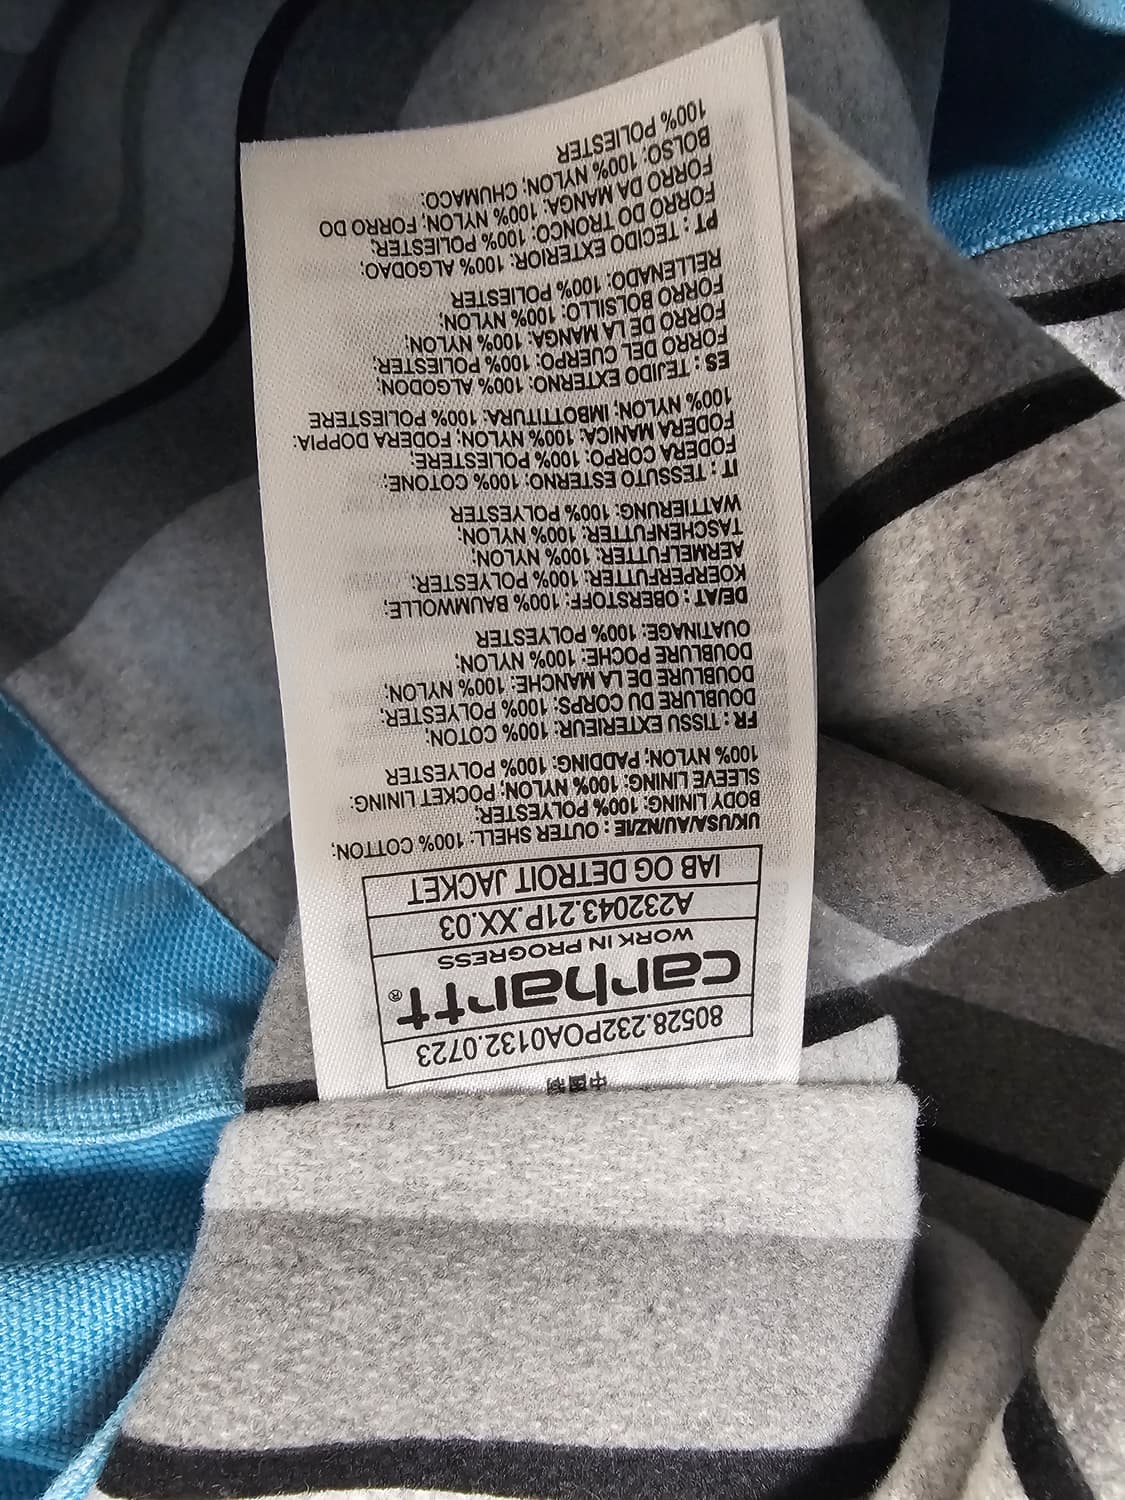 中国制
80528.232POA0132.0723
carhartt®
WORK IN PROGRESS
A232043.21P.XX.03
IAB OG DETROIT JACKET
UK/USA/AU/NZ/IE : OUTER SHELL: 100% COTTON;
BODY LINING: 100% POLYESTER;
SLEEVE LINING: 100% NYLON; POCKET LINING:
100% NYLON; PADDING: 100% POLYESTER
FR : TISSU EXTERIEUR: 100% COTON;
DOUBLURE DU CORPS: 100% POLYESTER;
DOUBLURE DE LA MANCHE: 100% NYLON;
DOUBLURE POCHE: 100% NYLON;
OUATINAGE: 100% POLYESTER
DE/AT : OBERSTOFF: 100% BAUMWOLLE;
KOERPERFUTTER: 100% POLYESTER;
AERMELFUTTER: 100% NYLON;
TASCHENFUTTER: 100% NYLON;
WATTIERUNG: 100% POLYESTER
IT : TESSUTO ESTERNO: 100% COTONE;
FODERA CORPO: 100% POLIESTERE;
FODERA MANICA: 100% NYLON; FODERA DOPPIA:
100% NYLON; IMBOTTITURA: 100% POLIESTERE
ES : TEJIDO EXTERNO: 100% ALGODON;
FORRO DEL CUERPO: 100% POLIESTER;
FORRO DE LA MANGA: 100% NYLON;
FORRO BOLSILLO: 100% NYLON;
RELLENADO: 100% POLIESTER
PT : TECIDO EXTERIOR: 100% ALGODAO;
FORRO DO TRONCO: 100% POLIESTER;
FORRO DA MANGA: 100% NYLON; FORRO DO
BOLSO: 100% NYLON; CHUMACO:
100% POLIESTER